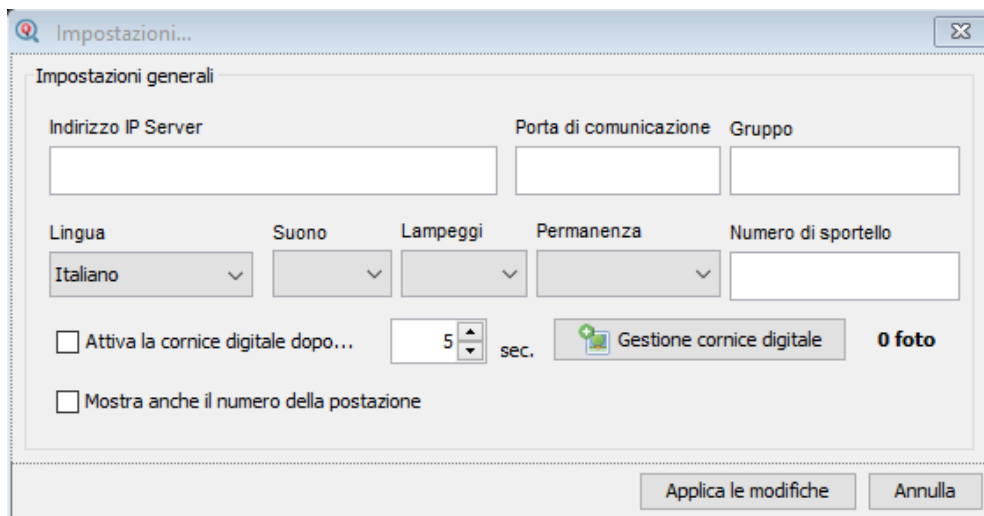 Impostazioni...
Impostazioni generali
Indirizzo IP Server Porta di comunicazione Gruppo
Lingua Suono Lampeggi Permanenza Numero di sportello
Italiano
Attiva la cornice digitale dopo... 5 sec. Gestione cornice digitale 0 foto
Mostra anche il numero della postazione
Applica le modifiche Annulla